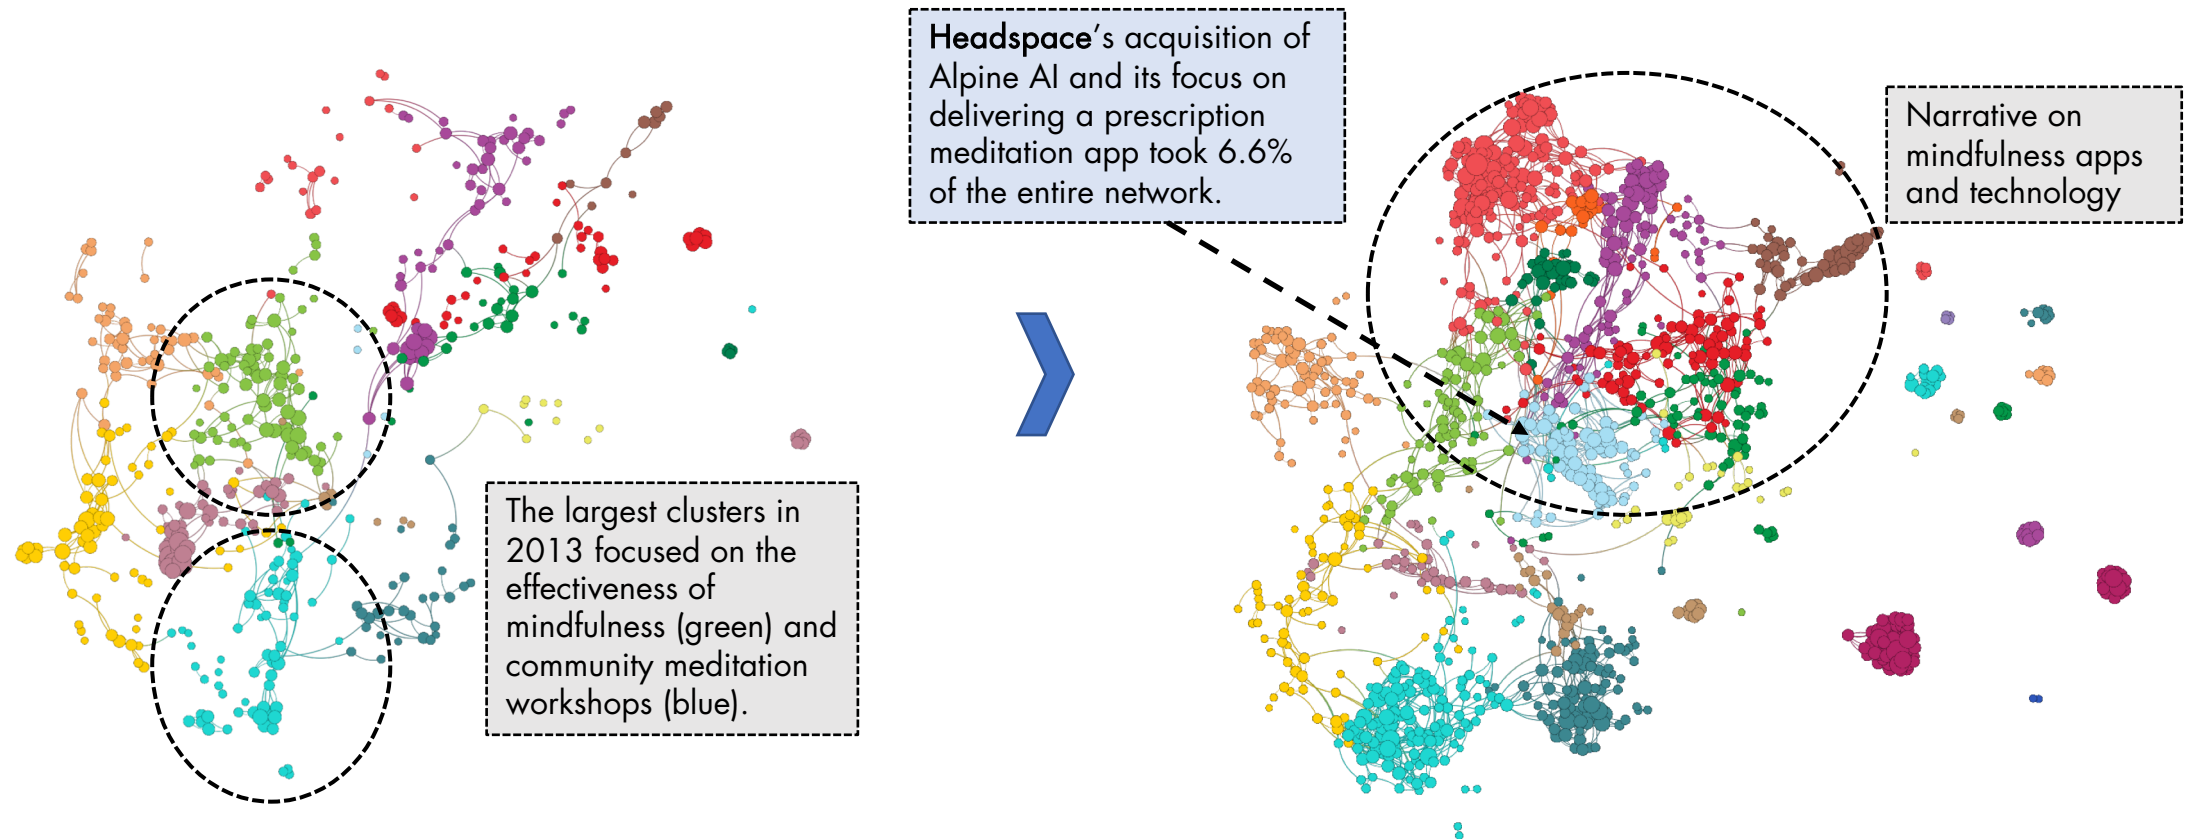 Headspace's acquisition of
Alpine AI and its focus on
delivering a prescription
meditation app took 6.6%
of the entire network.
Narrative on
mindfulness apps
and technology
The largest clusters in
2013 focused on the
effectiveness of
mindfulness (green) and
community meditation
workshops (blue).